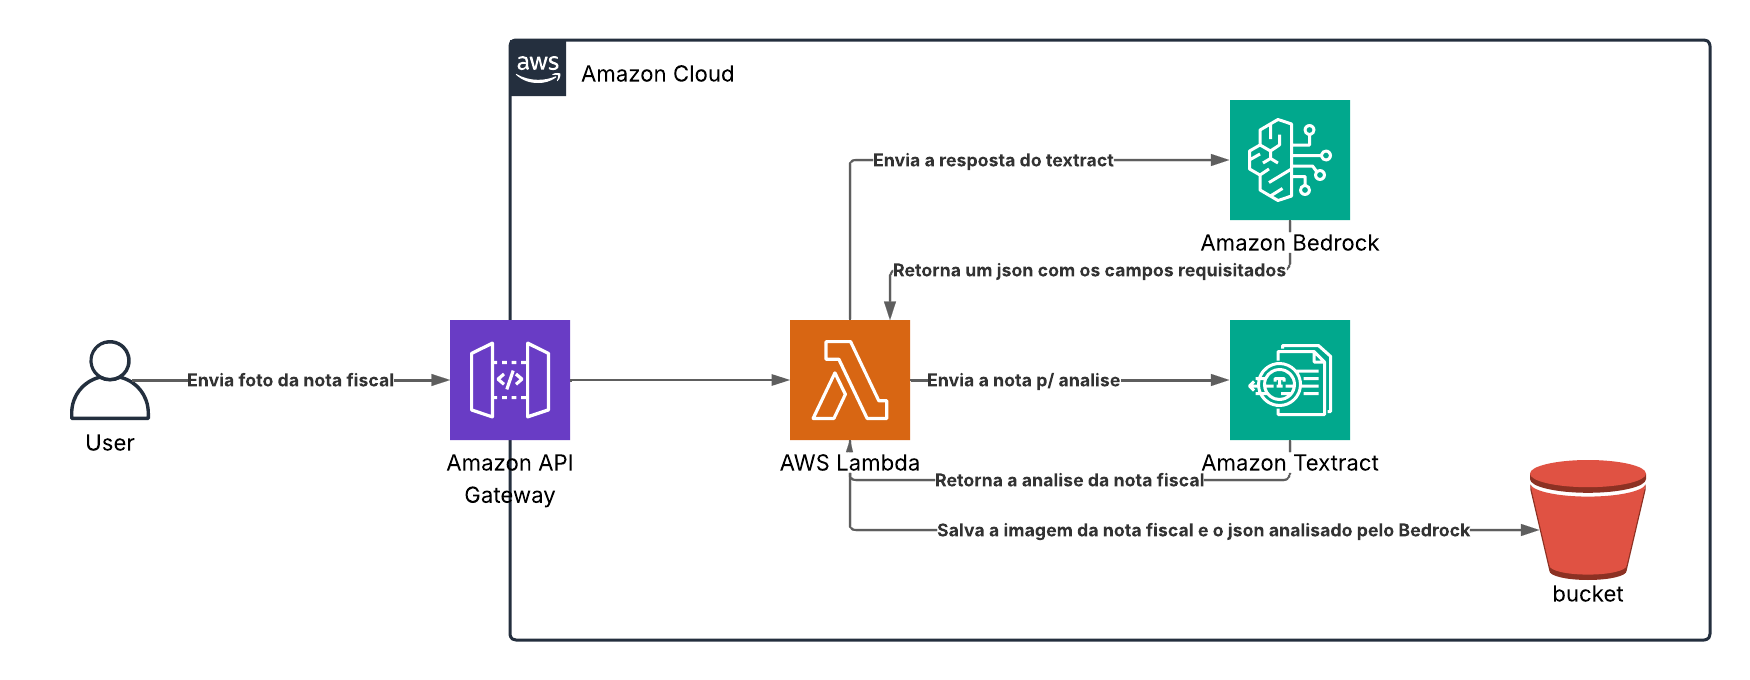 aws
Amazon Cloud
Envia a resposta do textract
Amazon Bedrock
Retorna um json com os campos requisitados
Envia foto da nota fiscal
</>
Envia a nota p/ analise
T
User
Amazon API
Gateway
AWS Lambda
Amazon Textract
Retorna a analise da nota fiscal
Salva a imagem da nota fiscal e o json analisado pelo Bedrock
bucket